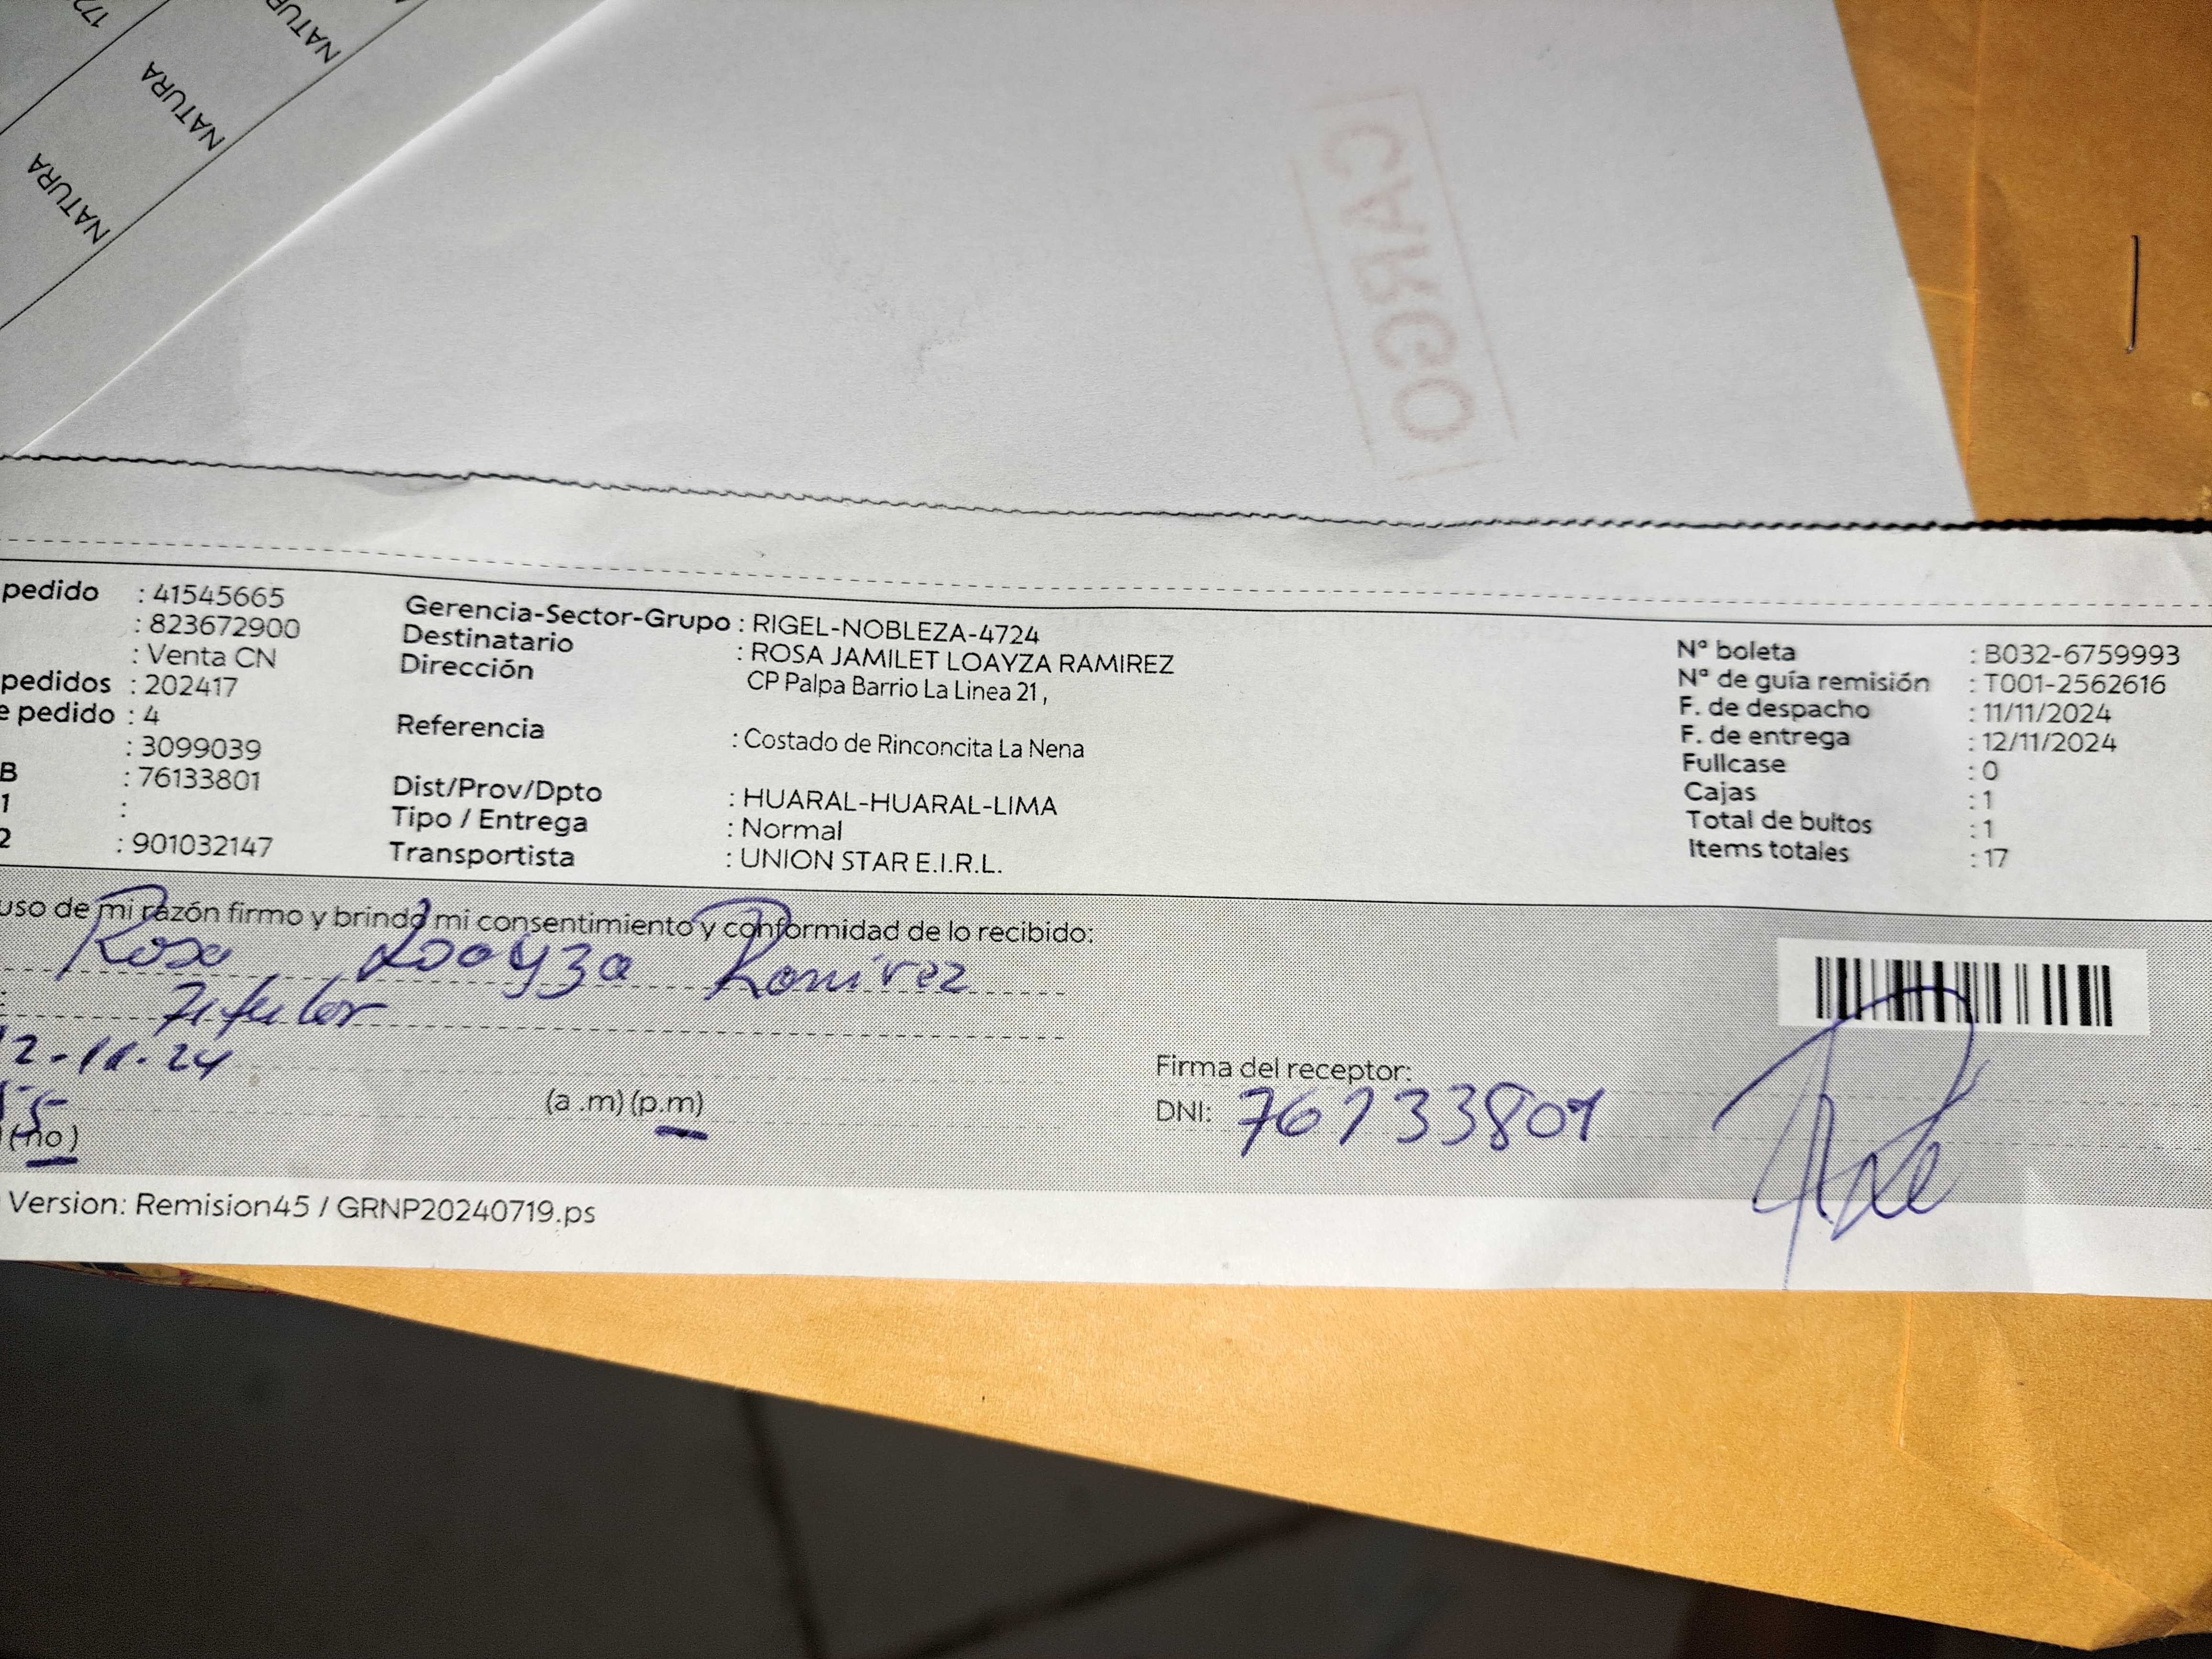 172
NATURA
NATURA
NATURA
CARGO
pedido : 41545665
: 823672900
: Venta CN
pedidos : 202417
e pedido : 4
: 3099039
B : 76133801
1 :
2 : 901032147
Gerencia-Sector-Grupo : RIGEL-NOBLEZA-4724
Destinatario : ROSA JAMILET LOAYZA RAMIREZ
Dirección CP Palpa Barrio La Linea 21 ,
Referencia : Costado de Rinconcita La Nena
Dist/Prov/Dpto : HUARAL-HUARAL-LIMA
Tipo / Entrega : Normal
Transportista : UNION STAR E.I.R.L.
Nº boleta : B032-6759993
Nº de guía remisión : T001-2562616
F. de despacho : 11/11/2024
F. de entrega : 12/11/2024
Fullcase : 0
Cajas : 1
Total de bultos : 1
Items totales : 17
uso de mi razón firmo y brindo mi consentimiento y conformidad de lo recibido:
Rosa Loayza Ramirez
: Titular
12-11-24
(a .m) (p.m)
(no)
Firma del receptor:
DNI: 76133801
Version: Remision45 / GRNP20240719.ps